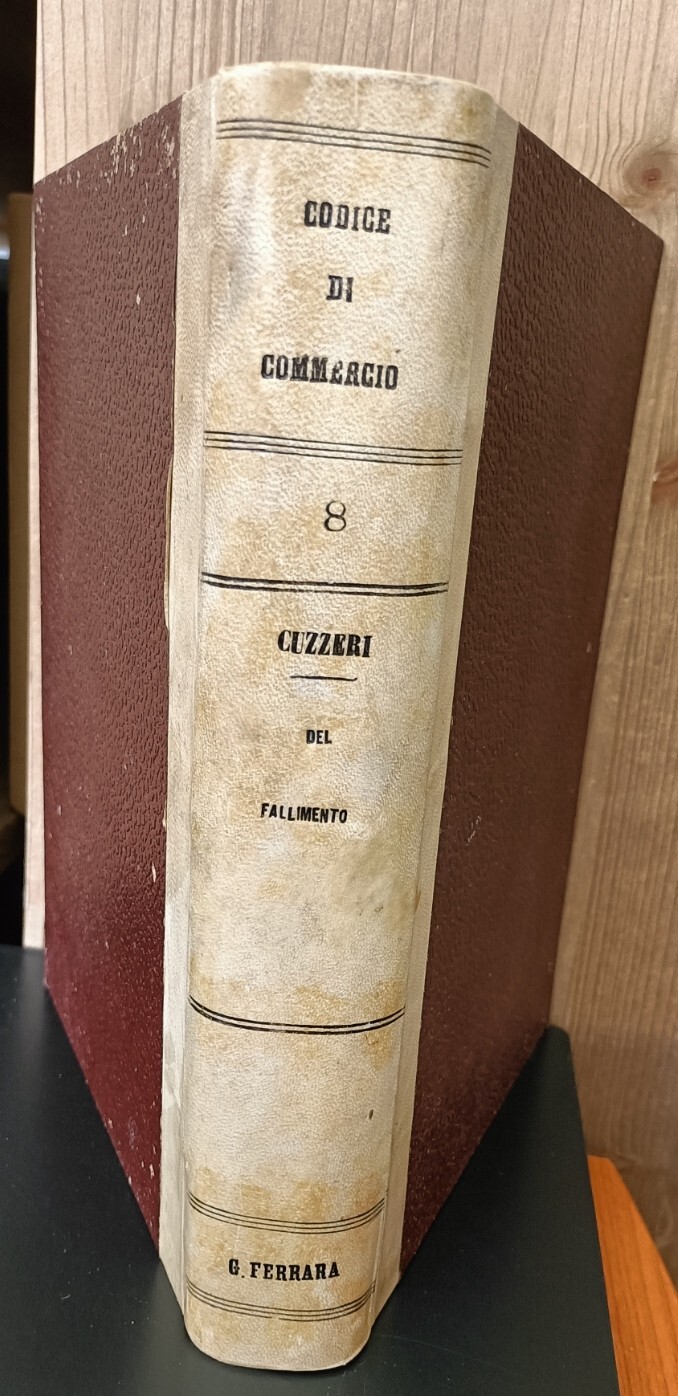 CODICE
DI
COMMERCIO
8
CUZZERI
DEL
FALLIMENTO
G. FERRARA